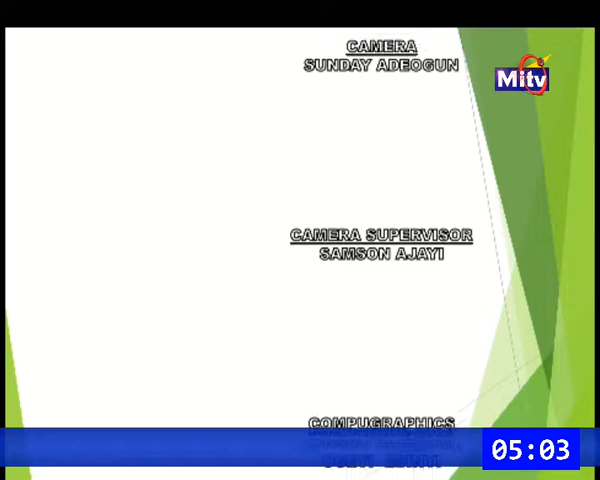 CAMERA
SUNDAY ADEOGUN
Mitv
CAMERA SUPERVISOR
SAMSON AJAYI
COMPUGRAPHICS
05:03